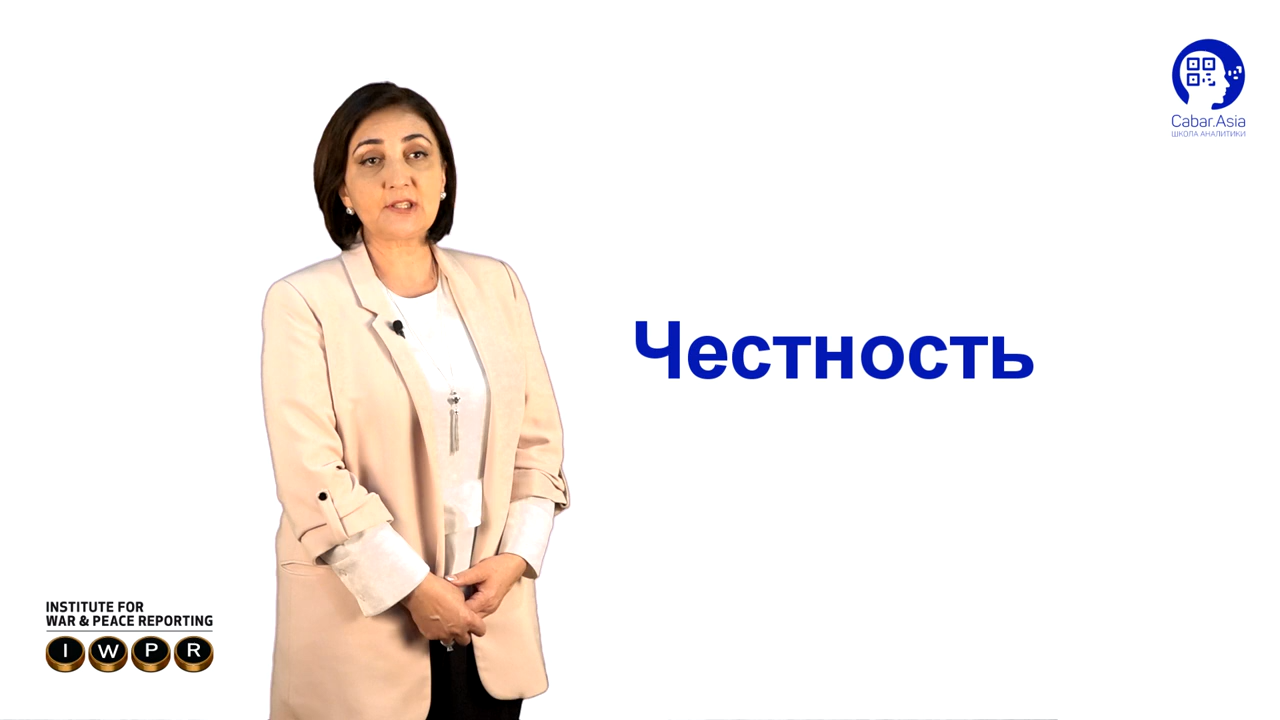 Cabar.Asia
ШКОЛА АНАЛИТИКИ
Честность
INSTITUTE FOR
WAR & PEACE REPORTING
I W P R